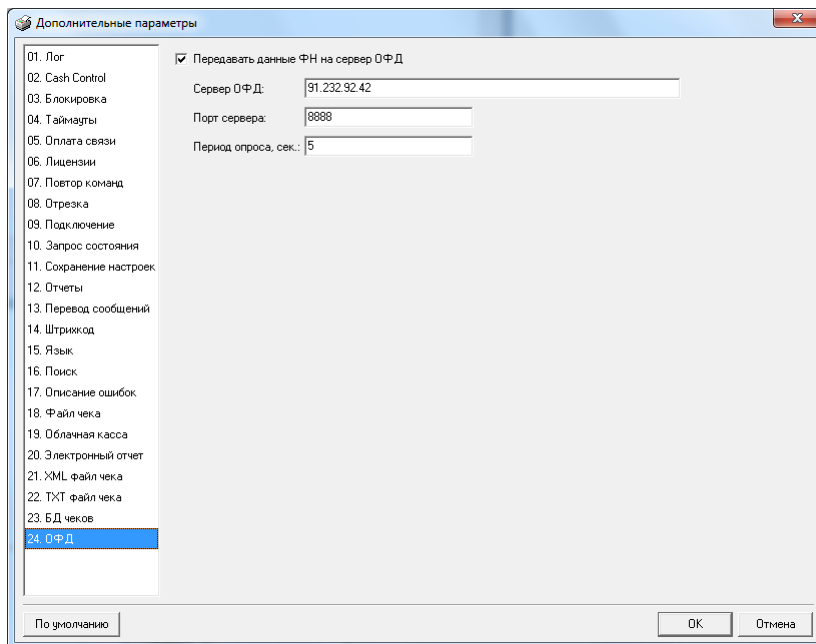 Дополнительные параметры
01. Лог
02. Cash Control
03. Блокировка
04. Таймауты
05. Оплата связи
06. Лицензии
07. Повтор команд
08. Отрезка
09. Подключение
10. Запрос состояния
11. Сохранение настроек
12. Отчеты
13. Перевод сообщений
14. Штрихкод
15. Язык
16. Поиск
17. Описание ошибок
18. Файл чека
19. Облачная касса
20. Электронный отчет
21. XML файл чека
22. TXT файл чека
23. БД чеков
24. ОФД
Передавать данные ФН на сервер ОФД
Сервер ОФД: 91.232.92.42
Порт сервера: 8888
Период опроса, сек.: 5
По умолчанию
OK
Отмена